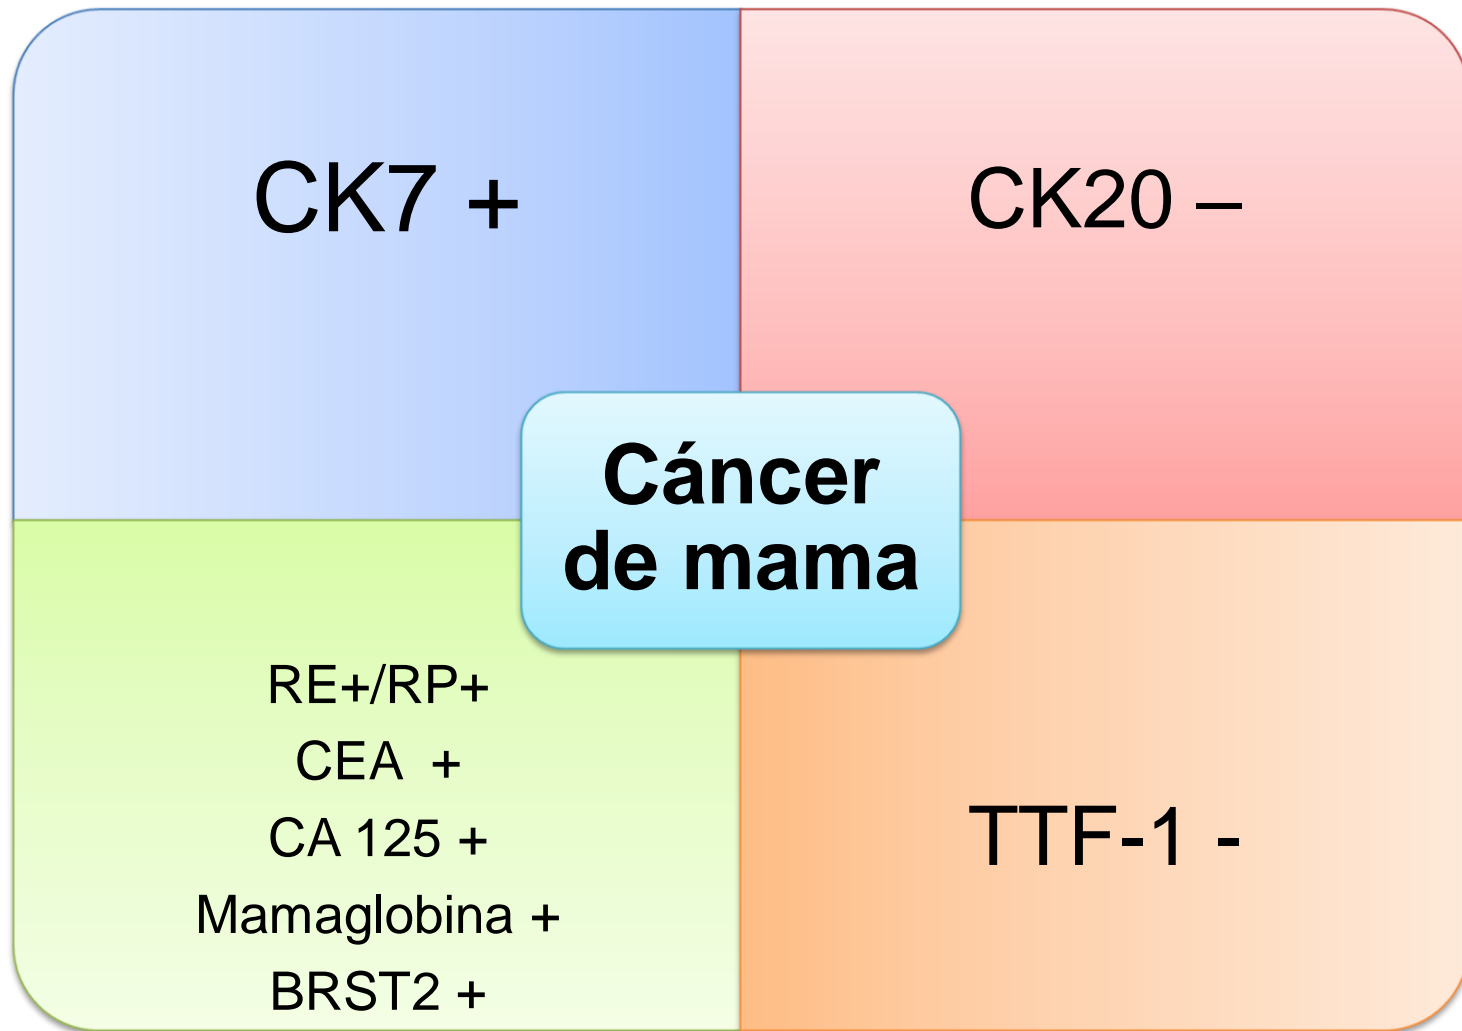 CK7 +
CK20 –
Cáncer
de mama
RE+/RP+
CEA +
CA 125 +
Mamaglobina +
BRST2 +
TTF-1 -